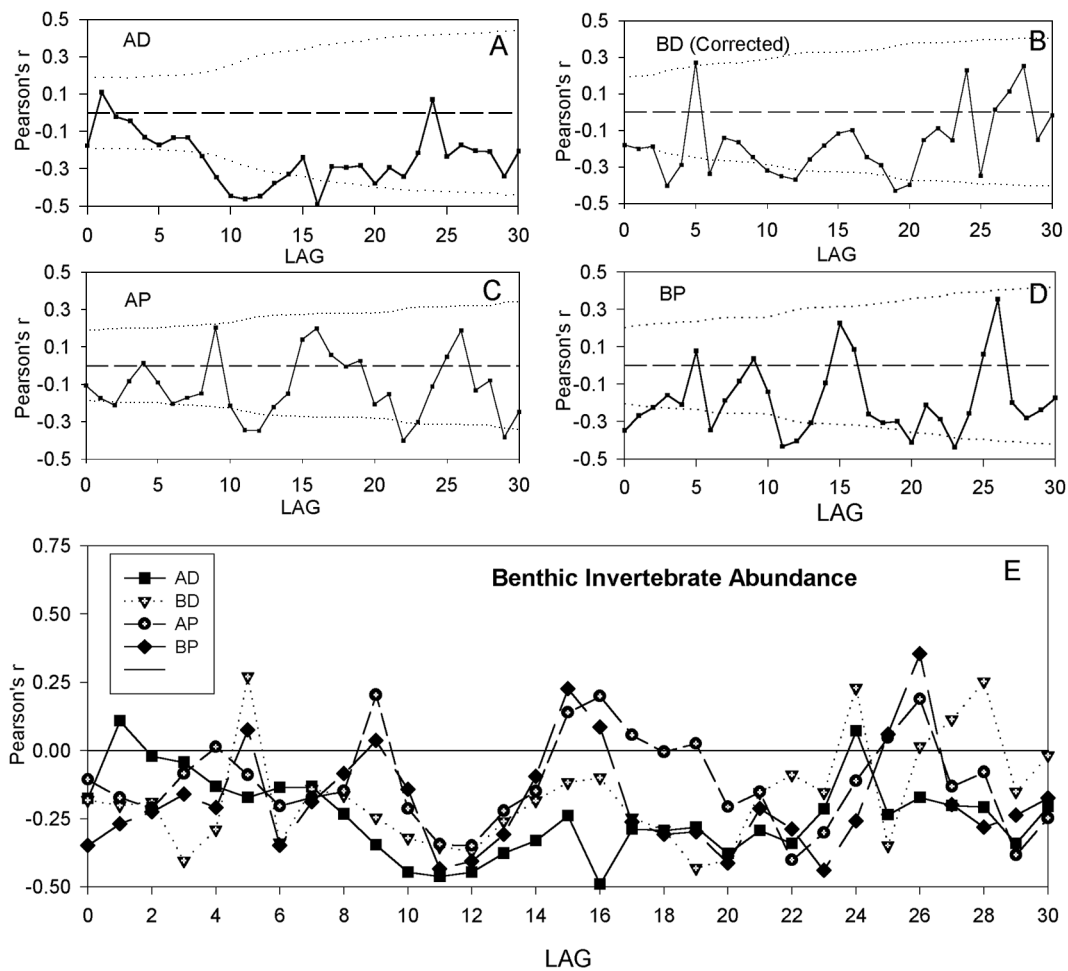 AD
A
Pearson's r
0.5
0.3
0.1
-0.1
-0.3
-0.5
0 5 10 15 20 25 30
LAG
BD (Corrected)
B
Pearson's r
0.5
0.3
0.1
-0.1
-0.3
-0.5
0 5 10 15 20 25 30
LAG
AP
C
Pearson's r
0.5
0.3
0.1
-0.1
-0.3
-0.5
0 5 10 15 20 25 30
LAG
BP
D
Pearson's r
0.5
0.3
0.1
-0.1
-0.3
-0.5
0 5 10 15 20 25 30
LAG
Benthic Invertebrate Abundance
E
AD
BD
AP
BP
Pearson's r
0.75
0.50
0.25
0.00
-0.25
-0.50
0 2 4 6 8 10 12 14 16 18 20 22 24 26 28 30
LAG